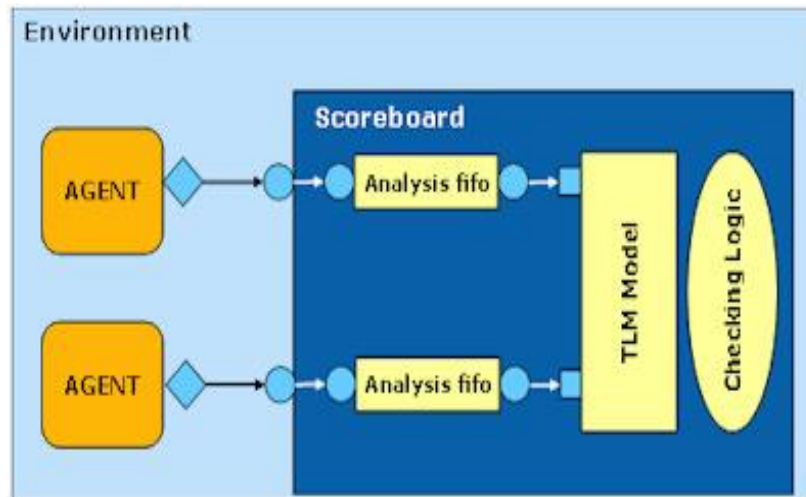 Environment
Scoreboard
AGENT
Analysis fifo
TLM Model
Checking Logic
AGENT
Analysis fifo